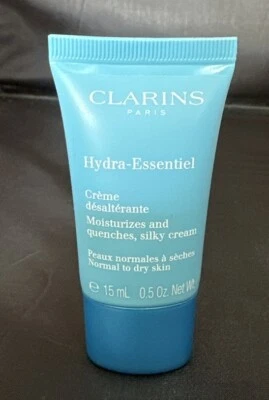 CLARINS
PARIS
Hydra-Essentiel
Crème
désaltérante
Moisturizes and
quenches, silky cream
Peaux normales à sèches
Normal to dry skin
e 15 mL 0.5 Oz. Net